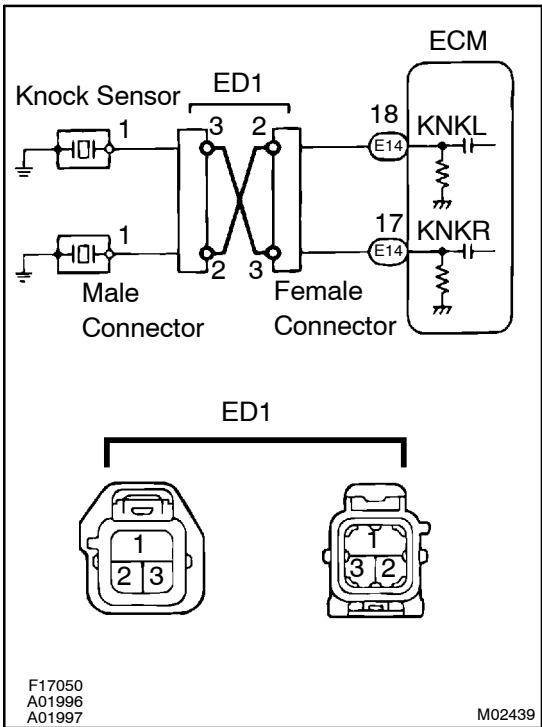 ECM
ED1
Knock Sensor
1
3
2
18
KNKL
E14
1
2
3
17
KNKR
E14
Male
Connector
Female
Connector
ED1
1
2 3
1
3 2
F17050
A01996
A01997
M02439